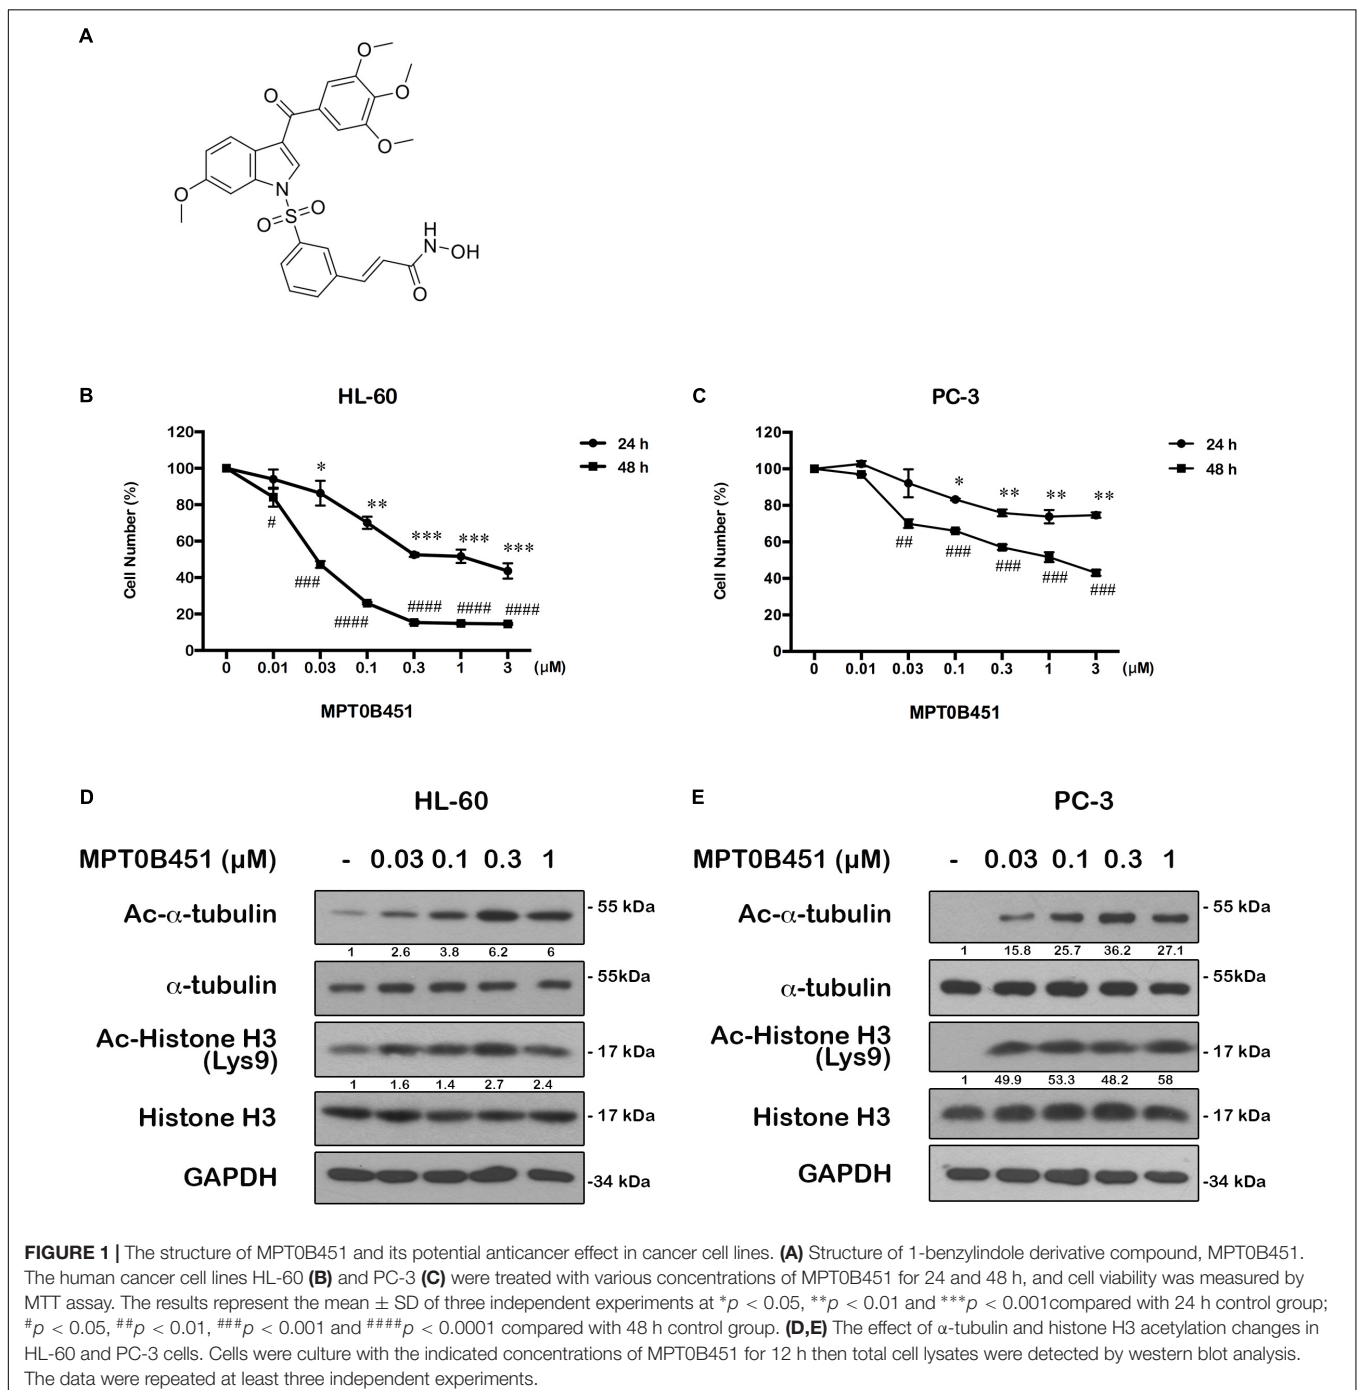 A
O
O
O
O
O
N
O
O
S
O
H
N
OH
O
B
HL-60
120
100
80
60
40
20
0
Cell Number (%)
*
**
***
***
***
#
###
####
####
####
####
24 h
48 h
0 0.01 0.03 0.1 0.3 1 3 (µM)
MPT0B451
C
PC-3
120
100
80
60
40
20
0
Cell Number (%)
*
**
**
**
##
###
###
###
###
24 h
48 h
0 0.01 0.03 0.1 0.3 1 3 (µM)
MPT0B451
D
HL-60
MPT0B451 (µM) - 0.03 0.1 0.3 1
Ac-α-tubulin - 55 kDa
1 2.6 3.8 6.2 6
α-tubulin - 55kDa
Ac-Histone H3
(Lys9) - 17 kDa
1 1.6 1.4 2.7 2.4
Histone H3 - 17 kDa
GAPDH -34 kDa
E
PC-3
MPT0B451 (µM) - 0.03 0.1 0.3 1
Ac-α-tubulin - 55 kDa
1 15.8 25.7 36.2 27.1
α-tubulin - 55kDa
Ac-Histone H3
(Lys9) - 17 kDa
1 49.9 53.3 48.2 58
Histone H3 - 17 kDa
GAPDH -34 kDa
FIGURE 1 | The structure of MPT0B451 and its potential anticancer effect in cancer cell lines. (A) Structure of 1-benzylindole derivative compound, MPT0B451.
The human cancer cell lines HL-60 (B) and PC-3 (C) were treated with various concentrations of MPT0B451 for 24 and 48 h, and cell viability was measured by
MTT assay. The results represent the mean ± SD of three independent experiments at *p < 0.05, **p < 0.01 and ***p < 0.001compared with 24 h control group;
#p < 0.05, ##p < 0.01, ###p < 0.001 and ####p < 0.0001 compared with 48 h control group. (D,E) The effect of α-tubulin and histone H3 acetylation changes in
HL-60 and PC-3 cells. Cells were culture with the indicated concentrations of MPT0B451 for 12 h then total cell lysates were detected by western blot analysis.
The data were repeated at least three independent experiments.